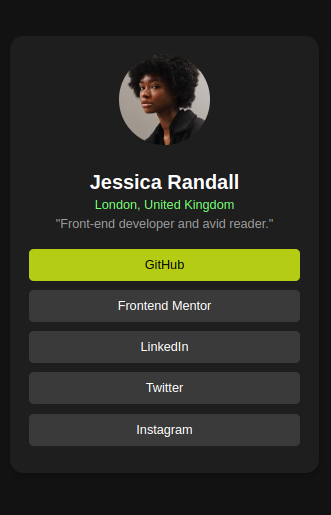 Jessica Randall
London, United Kingdom
"Front-end developer and avid reader."
GitHub
Frontend Mentor
LinkedIn
Twitter
Instagram